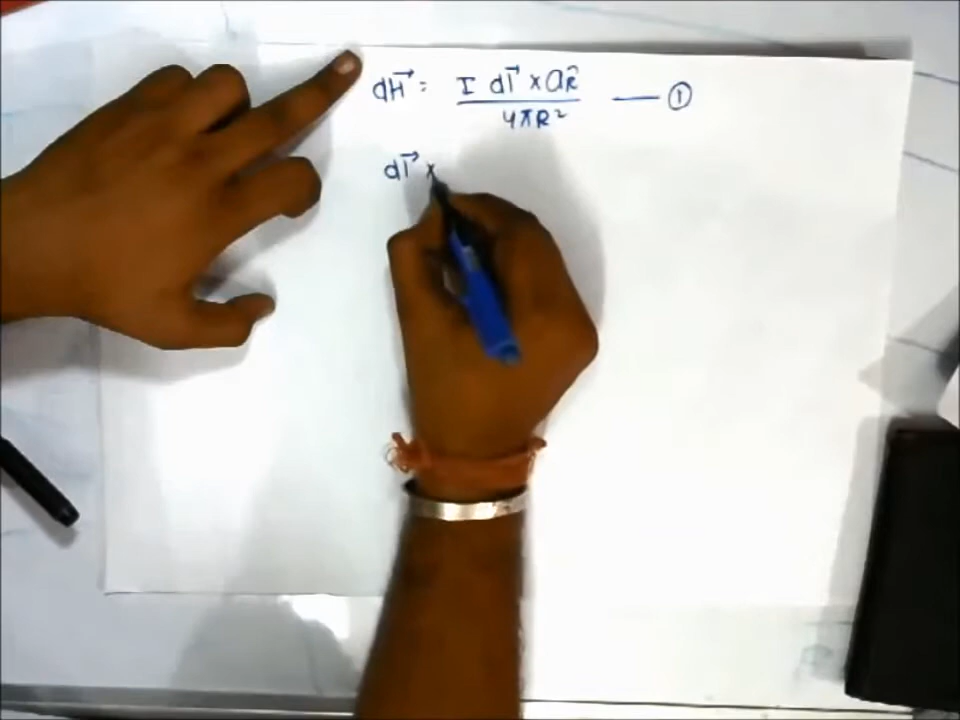 dH⃗ = I dl⃗ × aR̂ / 4πR² —— ①
dl⃗ ×